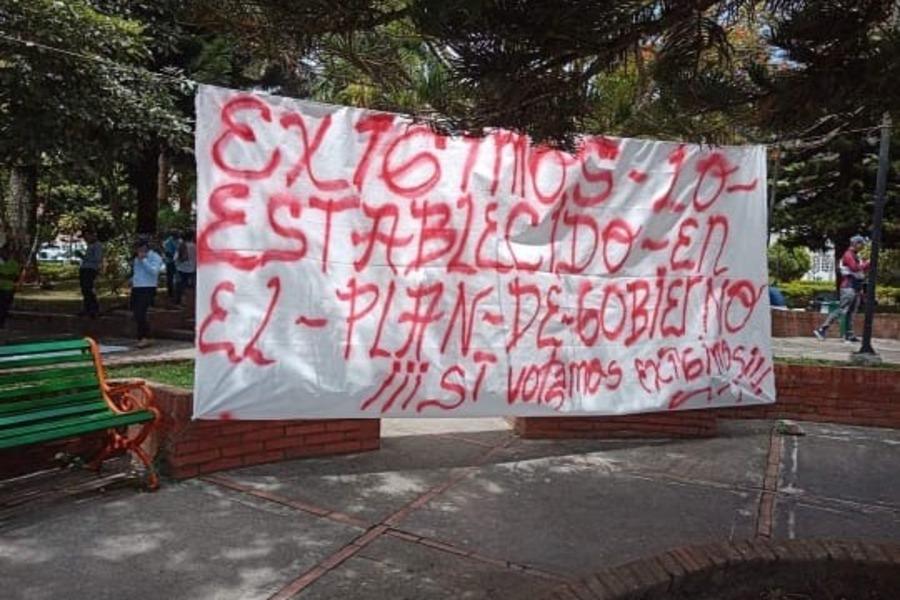 EXIGIMOS-LO-
ESTABLECIDO-EN
EL-PLAN-DE-GOBIERNO
¡¡¡SI votamos exigimos!!!